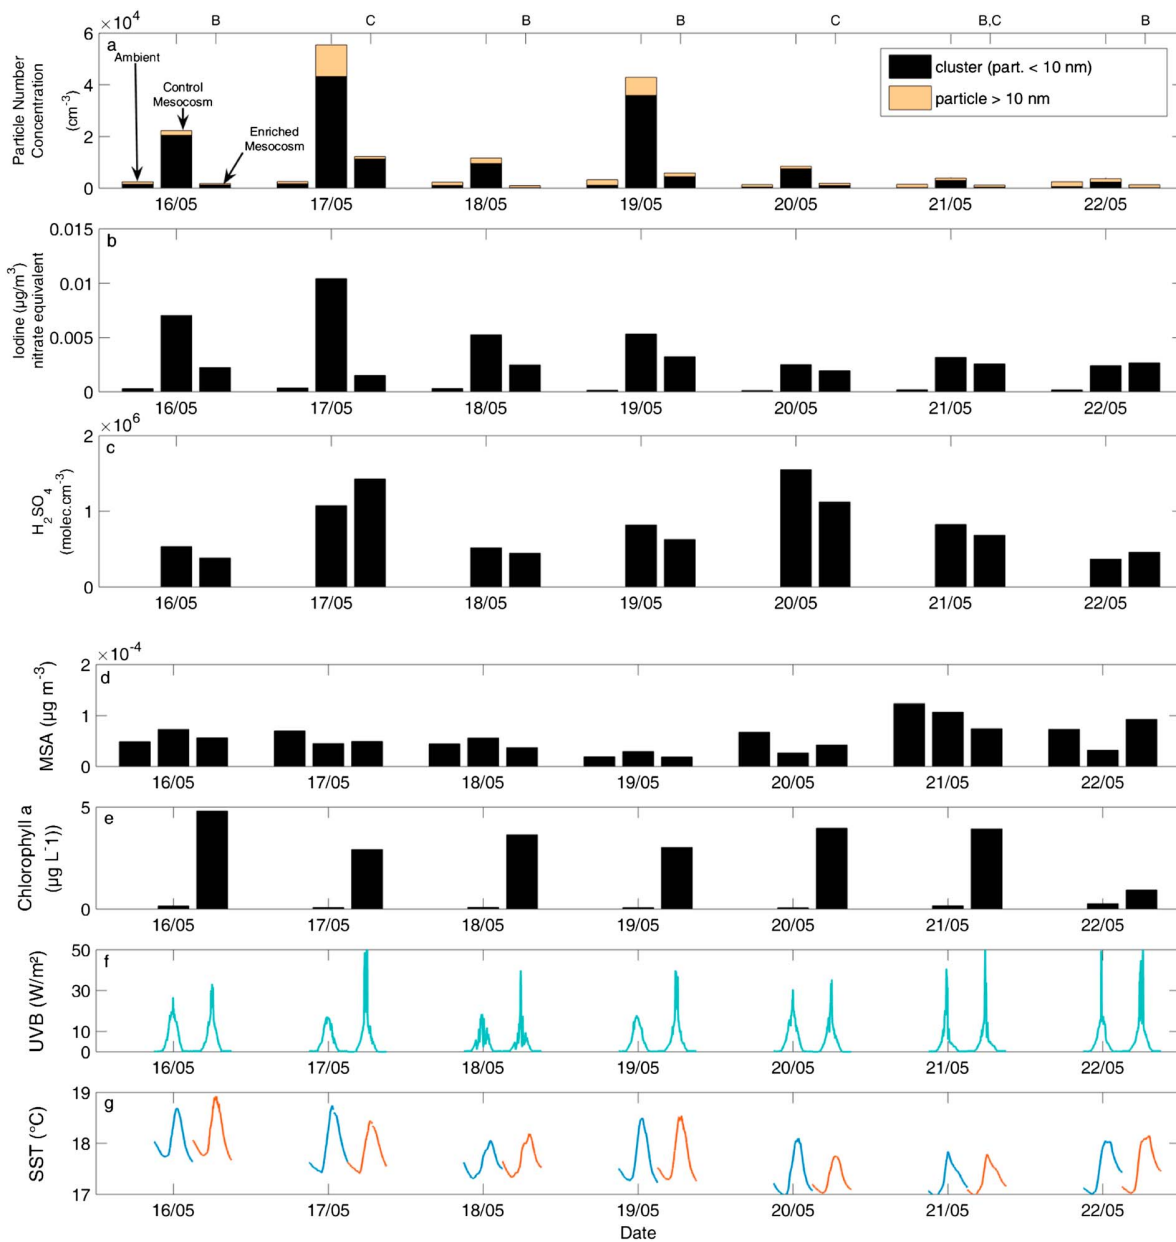 ×10⁴
B C B B C B,C B
Particle Number
Concentration
(cm⁻³)
6
4
2
0
a
Ambient
Control
Mesocosm
Enriched
Mesocosm
cluster (part. < 10 nm)
particle > 10 nm
16/05 17/05 18/05 19/05 20/05 21/05 22/05
Iodine (μg/m³)
nitrate equivalent
0.015
0.01
0.005
0
b
16/05 17/05 18/05 19/05 20/05 21/05 22/05
×10⁶
H₂SO₄
(molec.cm⁻³)
2
1
0
c
16/05 17/05 18/05 19/05 20/05 21/05 22/05
×10⁻⁴
MSA (μg m⁻³)
2
1
0
d
16/05 17/05 18/05 19/05 20/05 21/05 22/05
Chlorophyll a
(μg L⁻1))
5
0
e
16/05 17/05 18/05 19/05 20/05 21/05 22/05
UVB (W/m²)
50
30
10
0
f
16/05 17/05 18/05 19/05 20/05 21/05 22/05
SST (°C)
19
18
17
g
16/05 17/05 18/05 19/05 20/05 21/05 22/05
Date